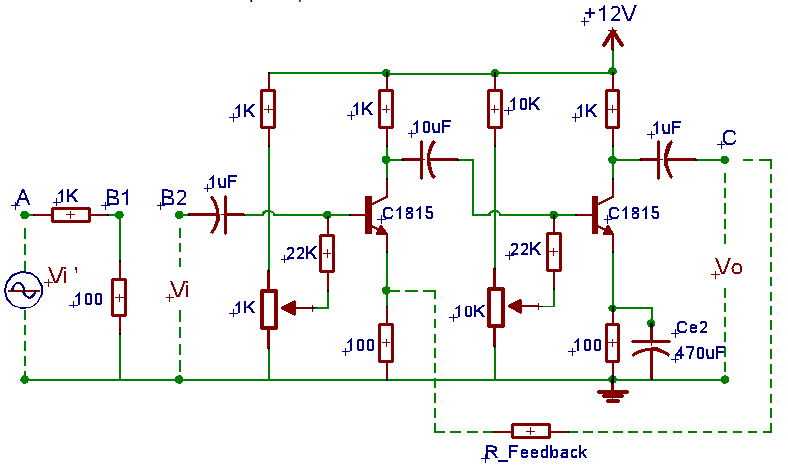 +12V
1K
1K
10K
1K
10uF
1uF
C
A
1K
B1
B2
1uF
C1815
C1815
22K
22K
Vi '
100
Vi
1K
10K
Vo
100
100
Ce2
470uF
R_Feedback